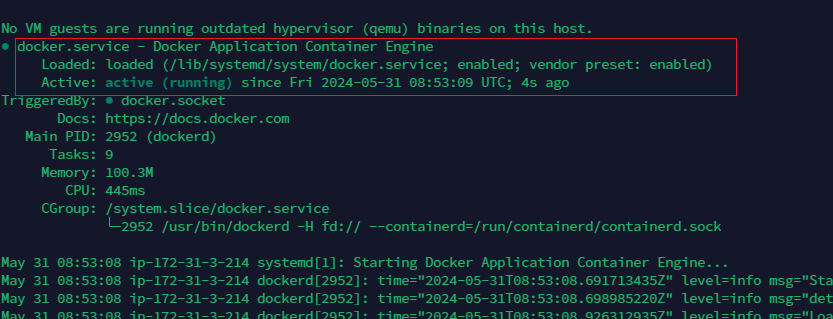 No VM guests are running outdated hypervisor (qemu) binaries on this host.
● docker.service - Docker Application Container Engine
Loaded: loaded (/lib/systemd/system/docker.service; enabled; vendor preset: enabled)
Active: active (running) since Fri 2024-05-31 08:53:09 UTC; 4s ago
TriggeredBy: ● docker.socket
Docs: https://docs.docker.com
Main PID: 2952 (dockerd)
Tasks: 9
Memory: 100.3M
CPU: 445ms
CGroup: /system.slice/docker.service
└─2952 /usr/bin/dockerd -H fd:// --containerd=/run/containerd/containerd.sock
May 31 08:53:08 ip-172-31-3-214 systemd[1]: Starting Docker Application Container Engine...
May 31 08:53:08 ip-172-31-3-214 dockerd[2952]: time="2024-05-31T08:53:08.691713435Z" level=info msg="Sta
May 31 08:53:08 ip-172-31-3-214 dockerd[2952]: time="2024-05-31T08:53:08.698985220Z" level=info msg="det
May 31 08:53:08 ip-172-31-3-214 dockerd[2952]: time="2024-05-31T08:53:08.926312935Z" level=info msg="Loa